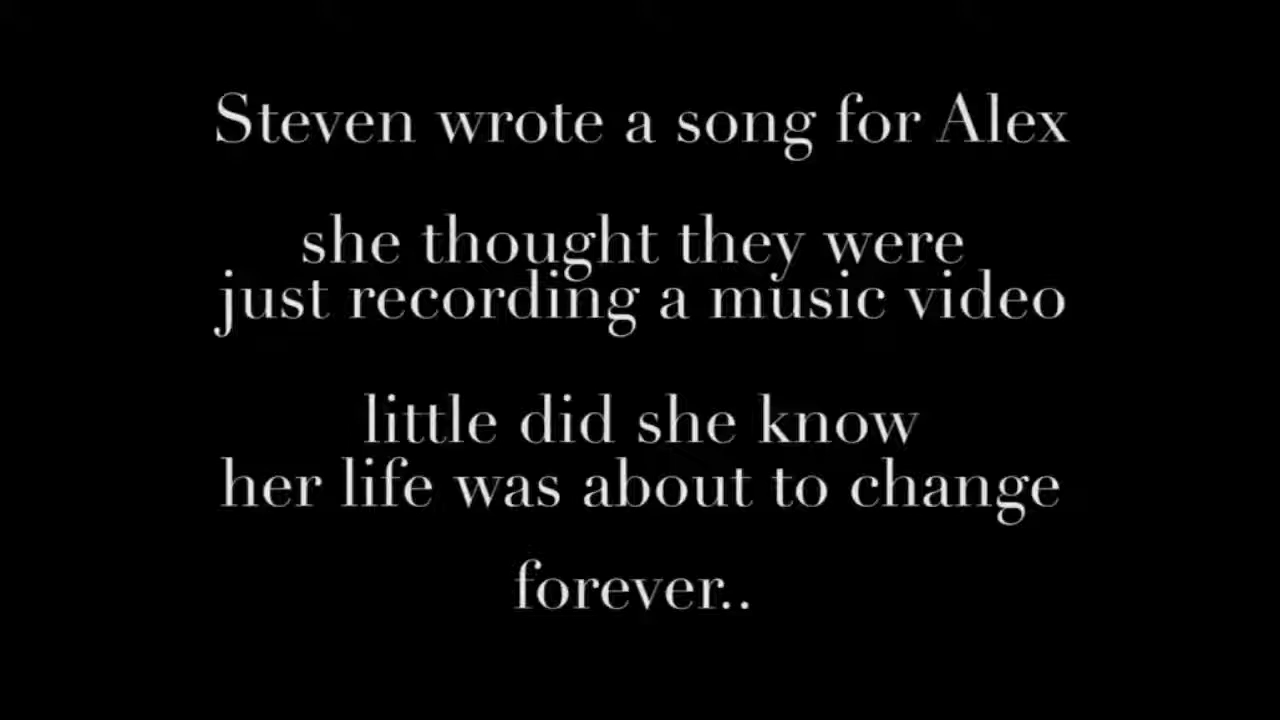 Steven wrote a song for Alex
she thought they were
just recording a music video
little did she know
her life was about to change
forever..